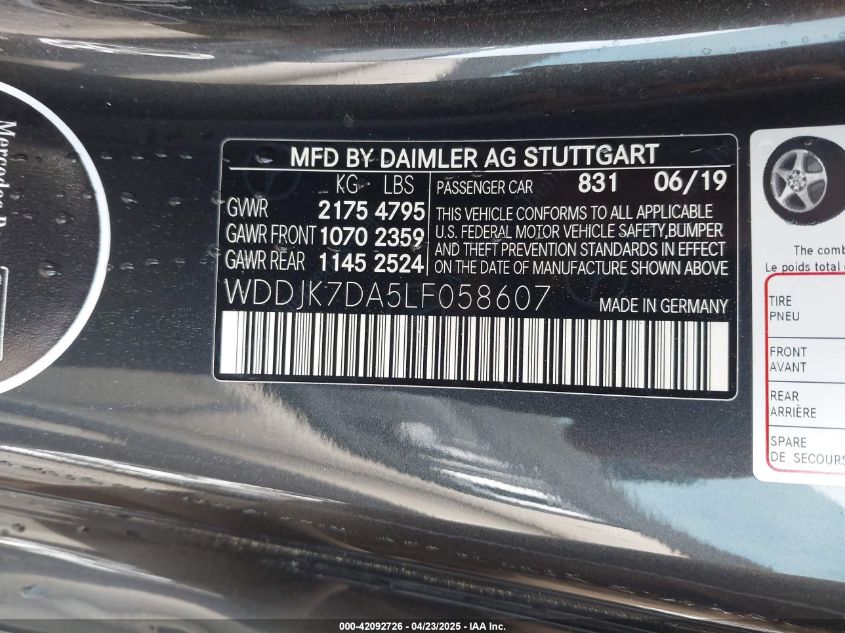 MFD BY DAIMLER AG STUTTGART
KG LBS
GVWR 2175 4795
GAWR FRONT 1070 2359
GAWR REAR 1145 2524
PASSENGER CAR 831 06/19
THIS VEHICLE CONFORMS TO ALL APPLICABLE
U.S. FEDERAL MOTOR VEHICLE SAFETY,BUMPER
AND THEFT PREVENTION STANDARDS IN EFFECT
ON THE DATE OF MANUFACTURE SHOWN ABOVE
WDDJK7DA5LF058607 MADE IN GERMANY
Mercedes
The comb
Le poids total
TIRE
PNEU
FRONT
AVANT
REAR
ARRIÈRE
SPARE
DE SECOURS
000-42092726 - 04/23/2025 - IAA Inc.